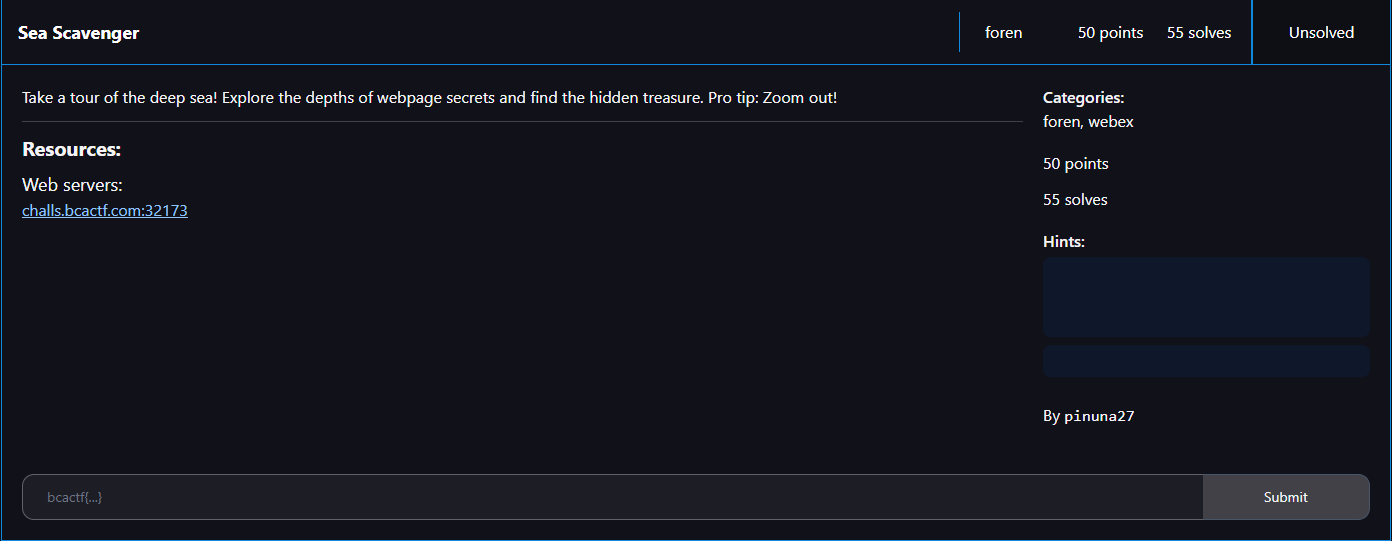 Sea Scavenger
foren
50 points
55 solves
Unsolved
Take a tour of the deep sea! Explore the depths of webpage secrets and find the hidden treasure. Pro tip: Zoom out!
Resources:
Web servers:
challs.bcactf.com:32173
Categories:
foren, webex
50 points
55 solves
Hints:
By pinuna27
bcactf{...}
Submit